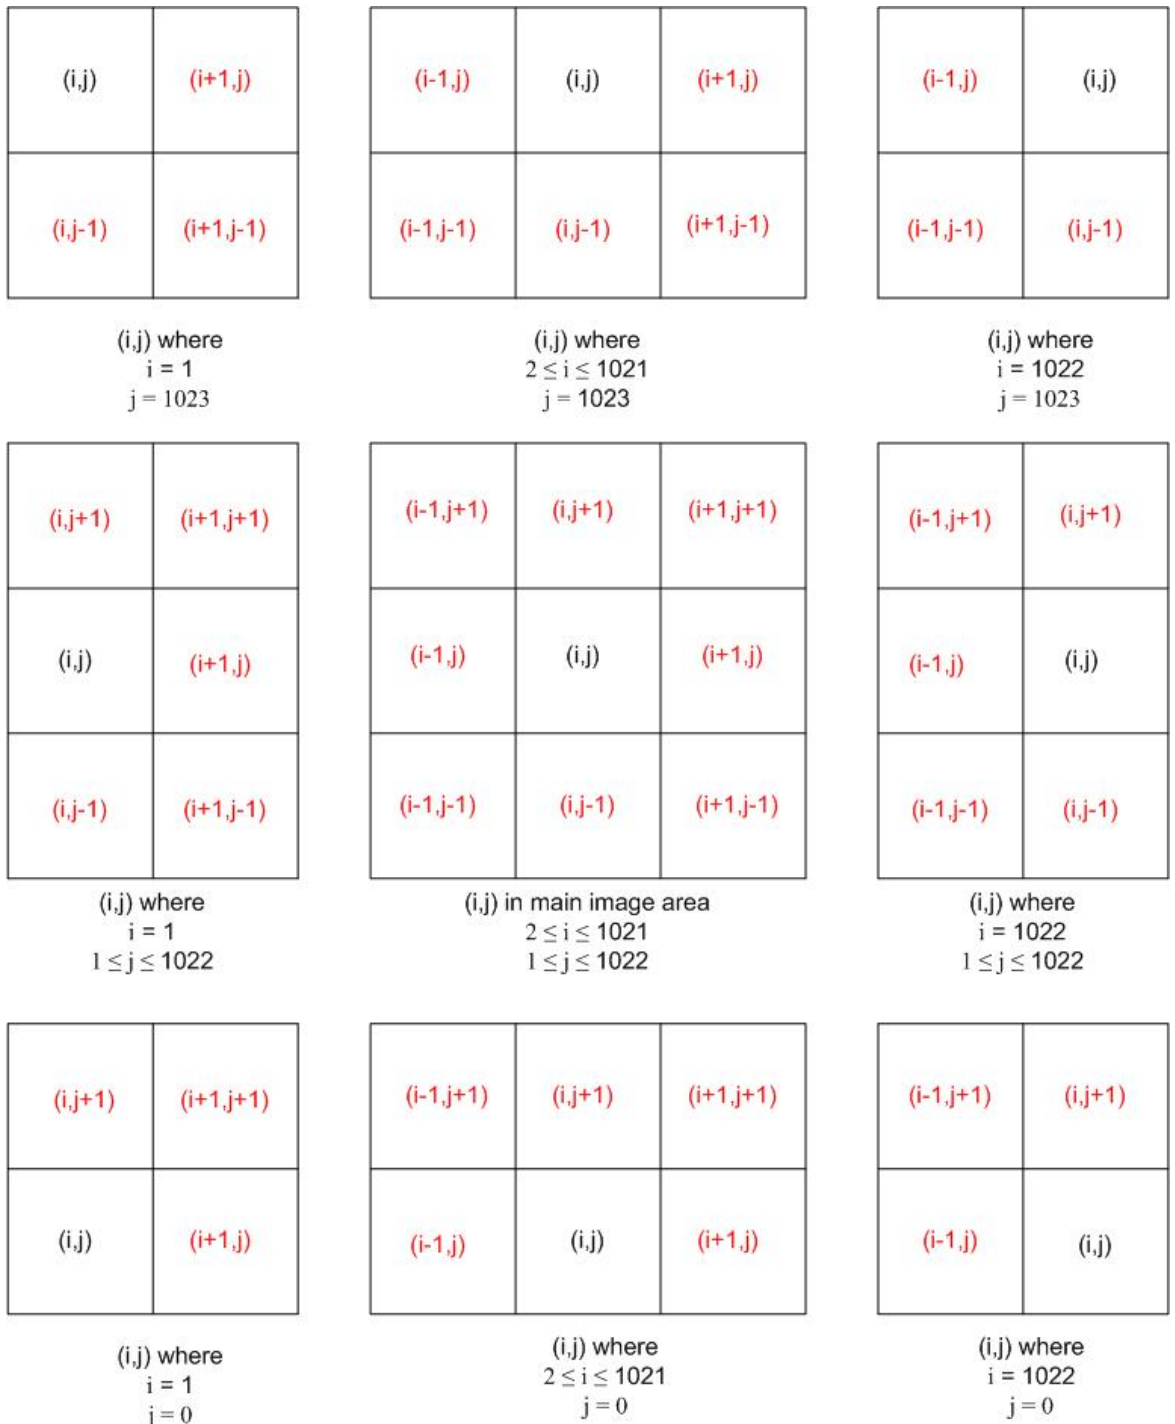 (i,j) (i+1,j)
(i,j-1) (i+1,j-1)
(i,j) where
i = 1
j = 1023
(i-1,j) (i,j) (i+1,j)
(i-1,j-1) (i,j-1) (i+1,j-1)
(i,j) where
2 ≤ i ≤ 1021
j = 1023
(i-1,j) (i,j)
(i-1,j-1) (i,j-1)
(i,j) where
i = 1022
j = 1023
(i,j+1) (i+1,j+1)
(i,j) (i+1,j)
(i,j-1) (i+1,j-1)
(i,j) where
i = 1
1 ≤ j ≤ 1022
(i-1,j+1) (i,j+1) (i+1,j+1)
(i-1,j) (i,j) (i+1,j)
(i-1,j-1) (i,j-1) (i+1,j-1)
(i,j) in main image area
2 ≤ i ≤ 1021
1 ≤ j ≤ 1022
(i-1,j+1) (i,j+1)
(i-1,j) (i,j)
(i-1,j-1) (i,j-1)
(i,j) where
i = 1022
1 ≤ j ≤ 1022
(i,j+1) (i+1,j+1)
(i,j) (i+1,j)
(i,j) where
i = 1
j = 0
(i-1,j+1) (i,j+1) (i+1,j+1)
(i-1,j) (i,j) (i+1,j)
(i,j) where
2 ≤ i ≤ 1021
j = 0
(i-1,j+1) (i,j+1)
(i-1,j) (i,j)
(i,j) where
i = 1022
j = 0